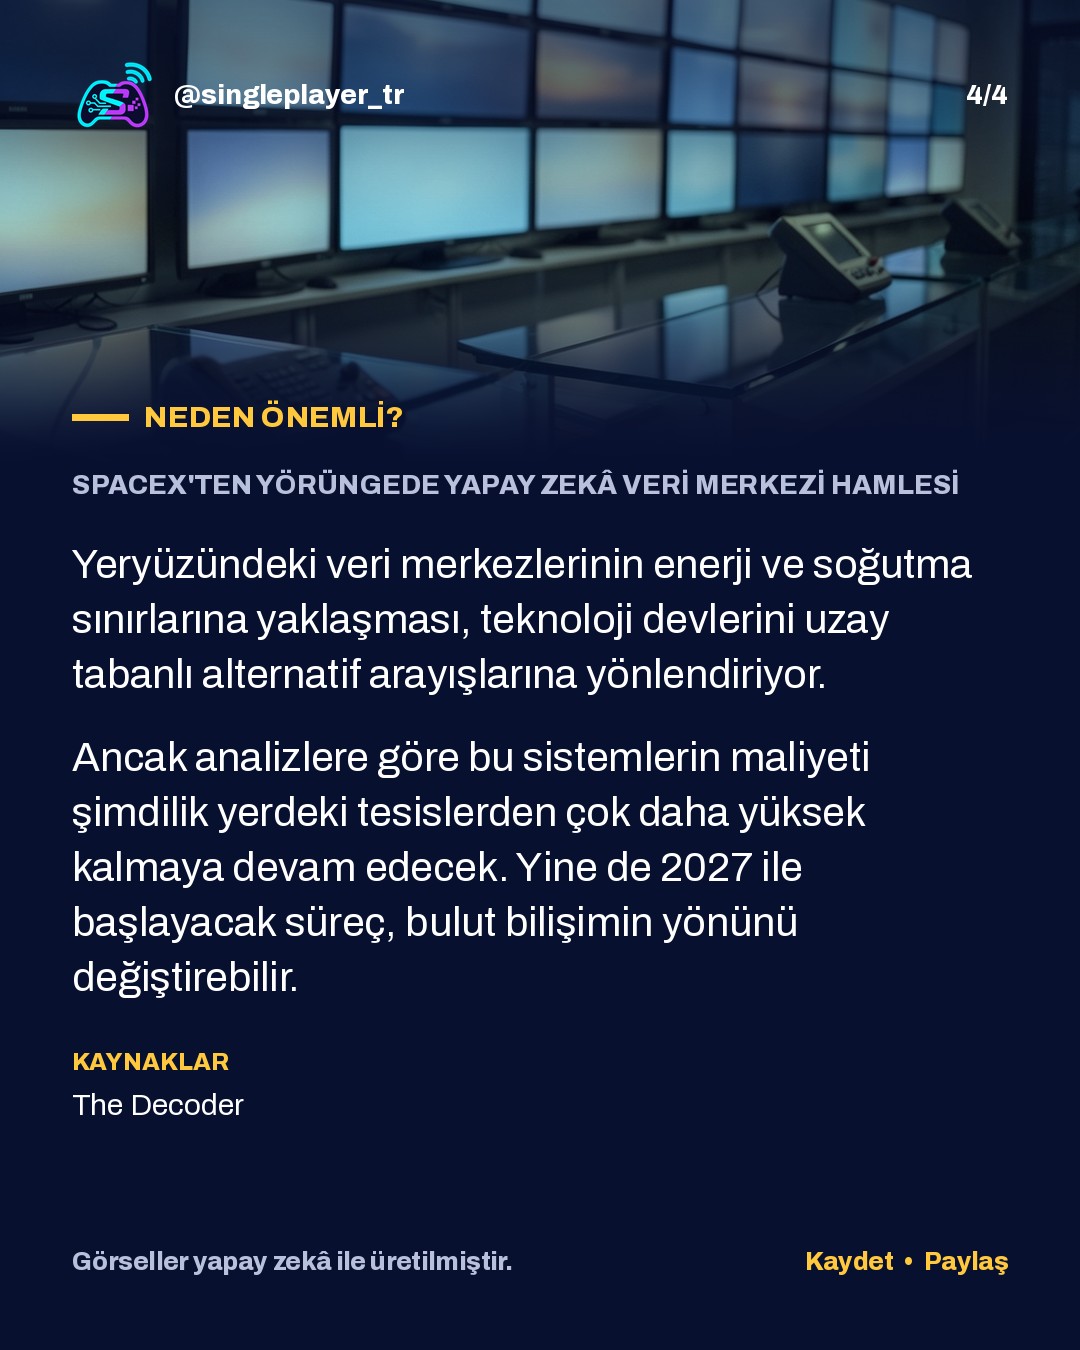 @singleplayer_tr
4/4
NEDEN ÖNEMLİ?
SPACEX'TEN YÖRÜNGEDE YAPAY ZEKÂ VERİ MERKEZİ HAMLESİ
Yeryüzündeki veri merkezlerinin enerji ve soğutma
sınırlarına yaklaşması, teknoloji devlerini uzay
tabanlı alternatif arayışlarına yönlendiriyor.
Ancak analizlere göre bu sistemlerin maliyeti
şimdilik yerdeki tesislerden çok daha yüksek
kalmaya devam edecek. Yine de 2027 ile
başlayacak süreç, bulut bilişimin yönünü
değiştirebilir.
KAYNAKLAR
The Decoder
Görseller yapay zekâ ile üretilmiştir.
Kaydet • Paylaş